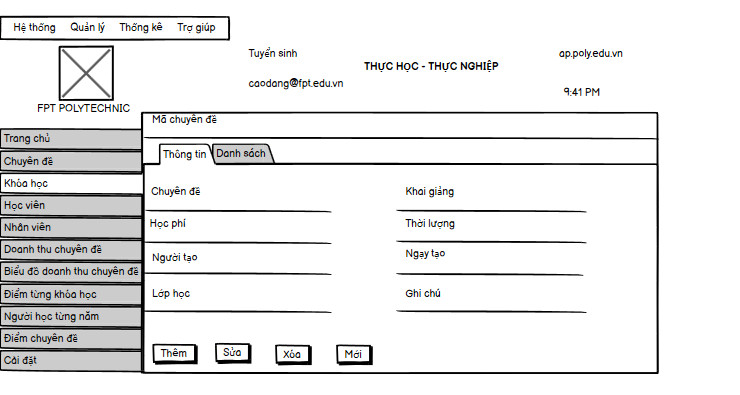 Hệ thống Quản lý Thống kê Trợ giúp
Tuyển sinh
ap.poly.edu.vn
THỰC HỌC - THỰC NGHIỆP
caodang@fpt.edu.vn
9:41 PM
FPT POLYTECHNIC
Mã chuyên đề
Trang chủ
Chuyên đề
Khóa học
Học viên
Nhân viên
Doanh thu chuyên đề
Biểu đồ doanh thu chuyên đề
Điểm từng khóa học
Người học từng năm
Điểm chuyên đề
Cài đặt
Thông tin Danh sách
Chuyên đề Khai giảng
Học phí Thời lượng
Người tạo Ngạy tạo
Lớp học Ghi chú
Thêm Sửa Xóa Mới